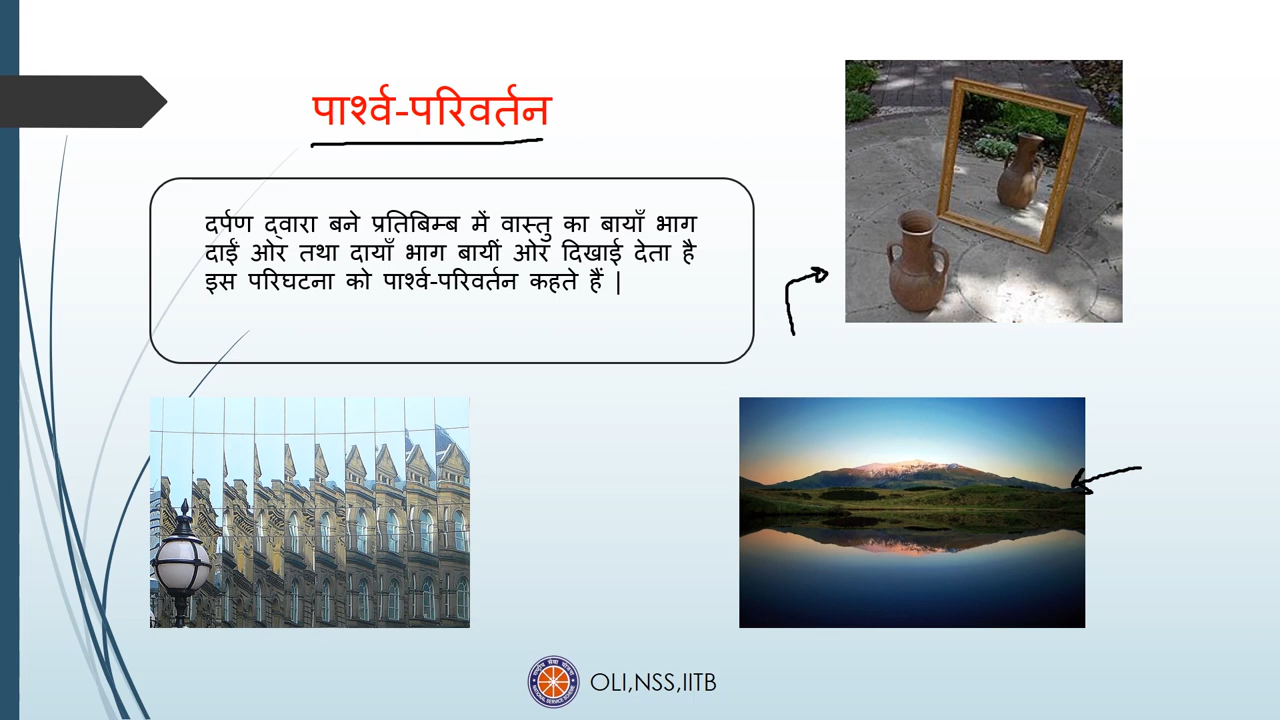 पार्श्व-परिवर्तन
दर्पण द्वारा बने प्रतिबिम्ब में वास्तु का बायाँ भाग
दाईं ओर तथा दायाँ भाग बायीं ओर दिखाई देता है
इस परिघटना को पार्श्व-परिवर्तन कहते हैं |
OLI,NSS,IITB